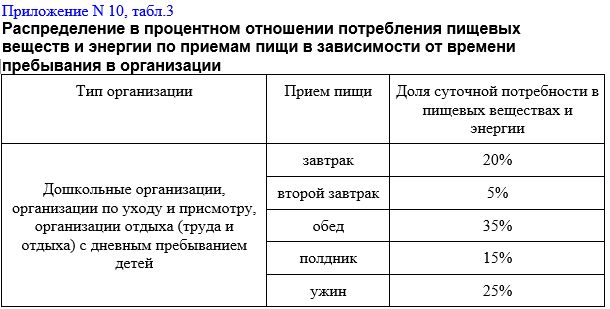 Приложение N 10, табл.3
Распределение в процентном отношении потребления пищевых
веществ и энергии по приемам пищи в зависимости от времени
пребывания в организации
Тип организации
Прием пищи
Доля суточной потребности в
пищевых веществах и
энергии
Дошкольные организации,
организации по уходу и присмотру,
организации отдыха (труда и
отдыха) с дневным пребыванием
детей
завтрак
20%
второй завтрак
5%
обед
35%
полдник
15%
ужин
25%